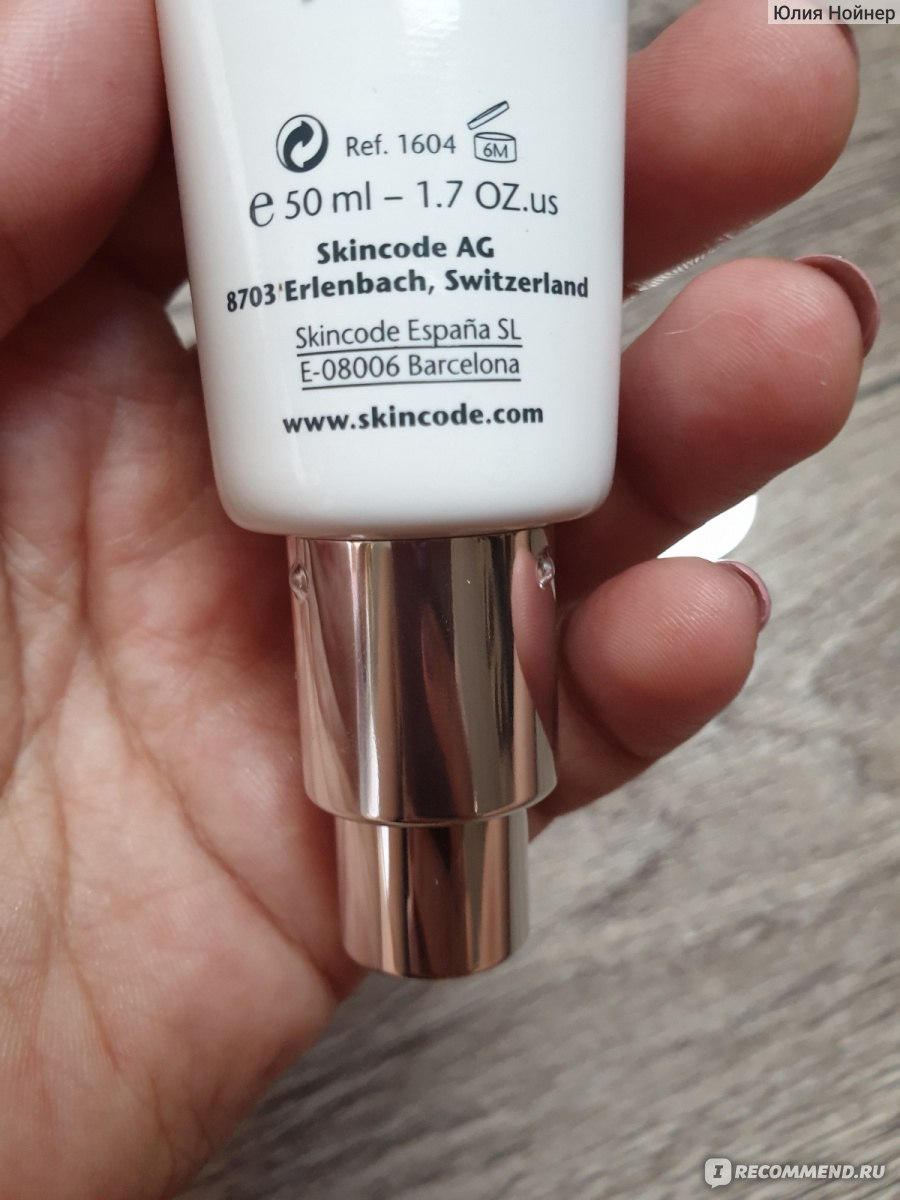 Юлия Нойнер
Ref. 1604 6M
e 50 ml – 1.7 OZ.us
Skincode AG
8703 Erlenbach, Switzerland
Skincode España SL
E-08006 Barcelona
www.skincode.com
IRECOMMEND.RU